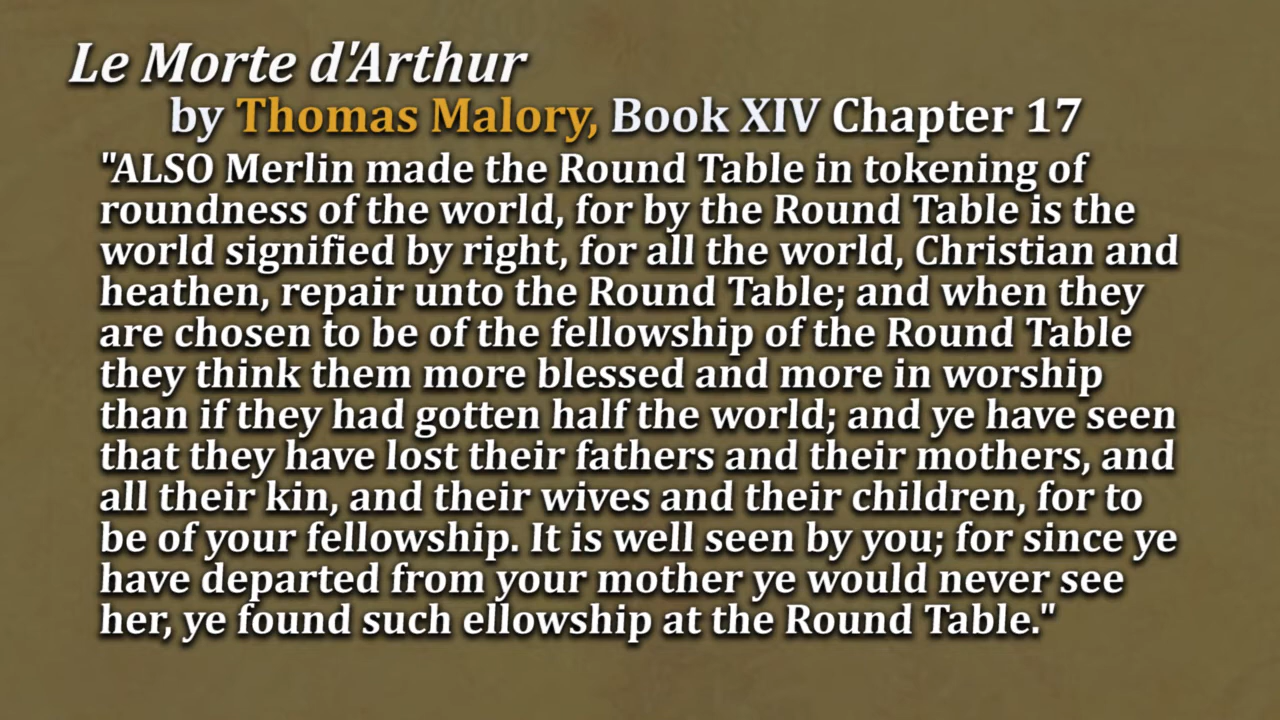 Le Morte d'Arthur
by Thomas Malory, Book XIV Chapter 17
"ALSO Merlin made the Round Table in tokening of
roundness of the world, for by the Round Table is the
world signified by right, for all the world, Christian and
heathen, repair unto the Round Table; and when they
are chosen to be of the fellowship of the Round Table
they think them more blessed and more in worship
than if they had gotten half the world; and ye have seen
that they have lost their fathers and their mothers, and
all their kin, and their wives and their children, for to
be of your fellowship. It is well seen by you; for since ye
have departed from your mother ye would never see
her, ye found such ellowship at the Round Table."